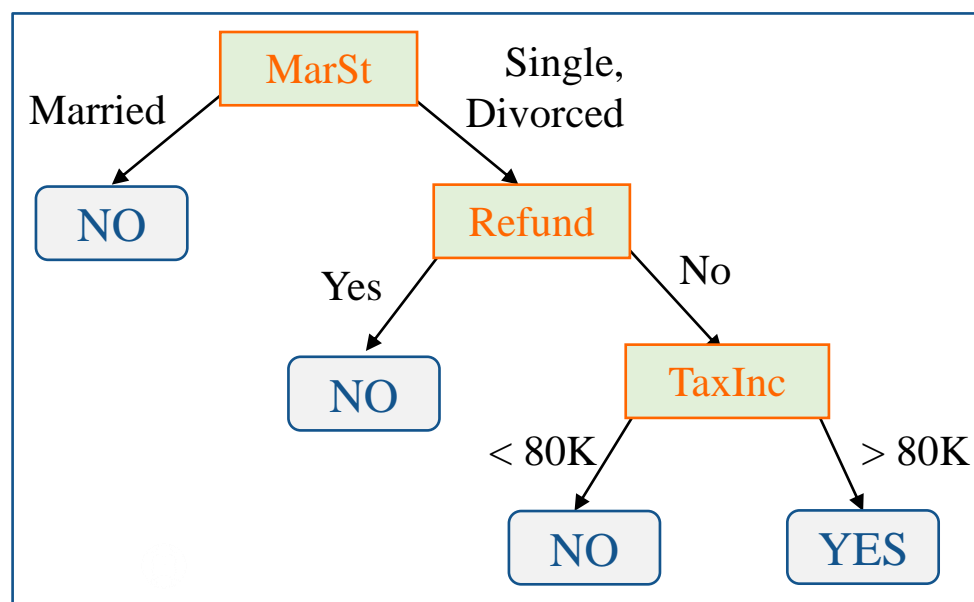 MarSt
Single,
Married
Divorced
NO
Refund
Yes
No
NO
TaxInc
< 80K
> 80K
NO
YES